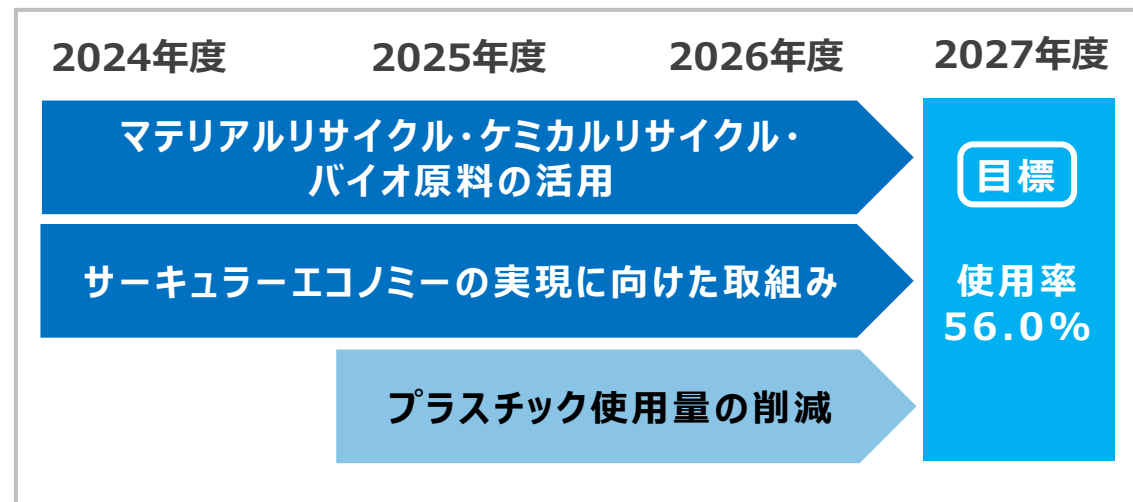 2024年度 2025年度 2026年度 2027年度
マテリアルリサイクル・ケミカルリサイクル・
バイオ原料の活用
目標
サーキュラーエコノミーの実現に向けた取組み
使用率
56.0%
プラスチック使用量の削減